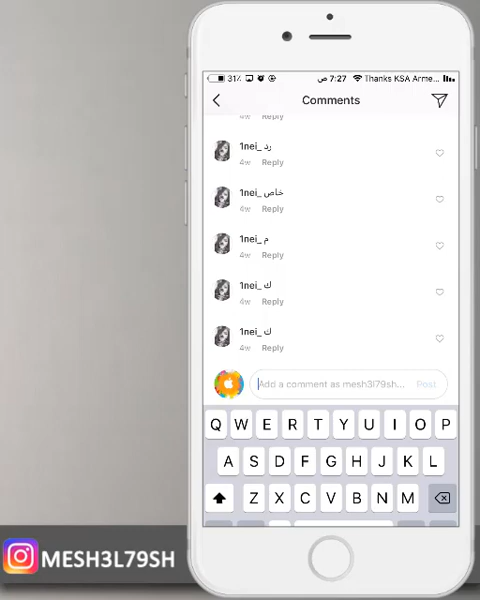 31٪ ص 7:27 Thanks KSA Arme...
Comments
4w Reply
1nei_ رد
4w Reply
1nei_ خاص
4w Reply
1nei_ م
4w Reply
1nei_ ك
4w Reply
1nei_ ك
4w Reply
Add a comment as mesh3l79sh... Post
Q W E R T Y U I O P
A S D F G H J K L
Z X C V B N M
MESH3L79SH